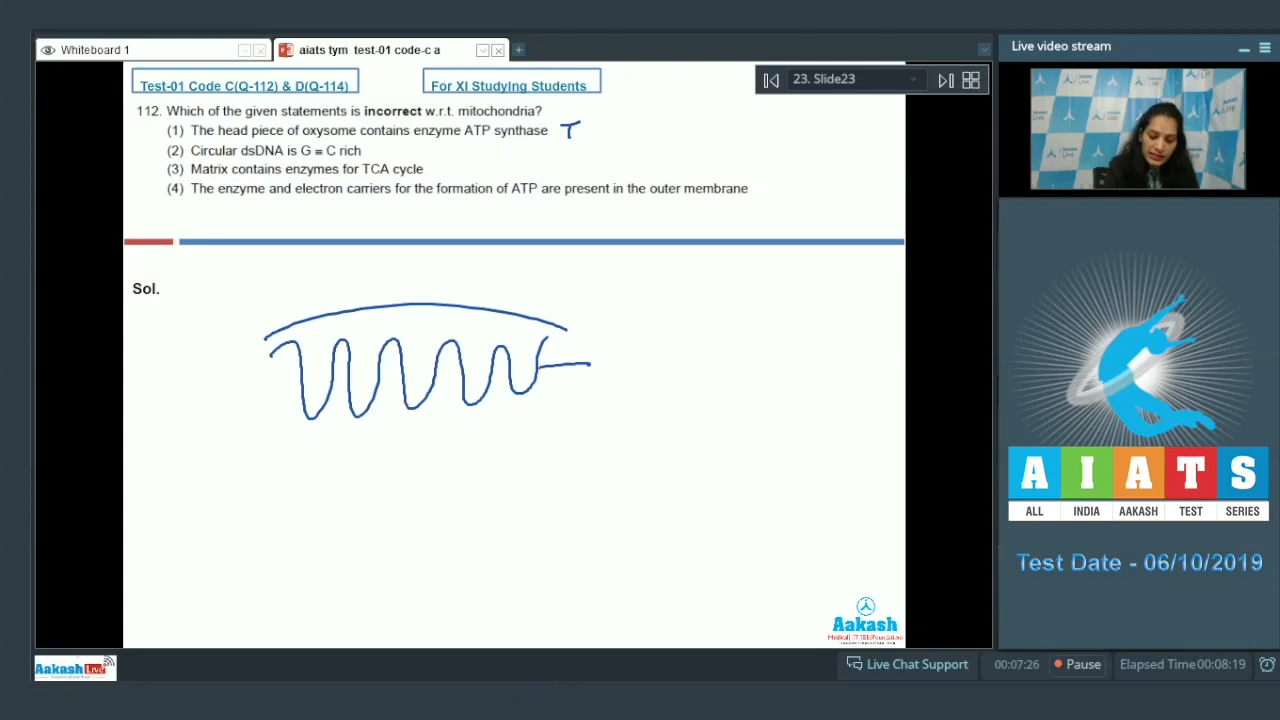 Whiteboard 1
aiats tym test-01 code-c a
Live video stream
23. Slide23
Test-01 Code C(Q-112) & D(Q-114)
For XI Studying Students
112. Which of the given statements is incorrect w.r.t. mitochondria?
(1) The head piece of oxysome contains enzyme ATP synthase T
(2) Circular dsDNA is G ≡ C rich
(3) Matrix contains enzymes for TCA cycle
(4) The enzyme and electron carriers for the formation of ATP are present in the outer membrane
Sol.
A I A T S
ALL INDIA AAKASH TEST SERIES
Test Date - 06/10/2019
Aakash
Medical|IIT-JEE|Foundations
Aakash Live
Live Chat Support
00:07:26
Pause
Elapsed Time 00:08:19